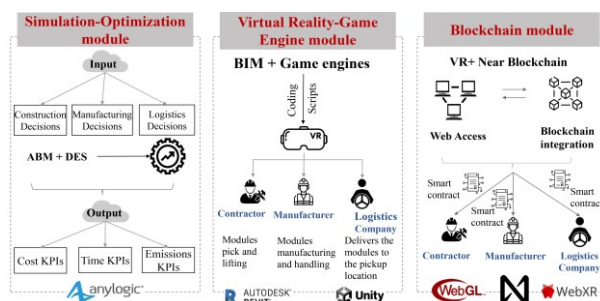 Simulation-Optimization
module
Input
Construction
Decisions
Manufacturing
Decisions
Logistics
Decisions
ABM + DES
Output
Cost KPIs
Time KPIs
Emissions
KPIs
anylogic
Virtual Reality-Game
Engine module
BIM + Game engines
Coding
Scripts
VR
Contractor
Manufacturer
Logistics
Company
Modules
pick and
lifting
Modules
manufacturing
and handling
Delivers the
modules to
the pickup
location
R AUTODESK
Unity
Blockchain module
VR+ Near Blockchain
Web Access
Blockchain
integration
Smart
contract
Smart
contract
Smart
contract
Contractor
Manufacturer
Logistics
Company
WebGL
WebXR